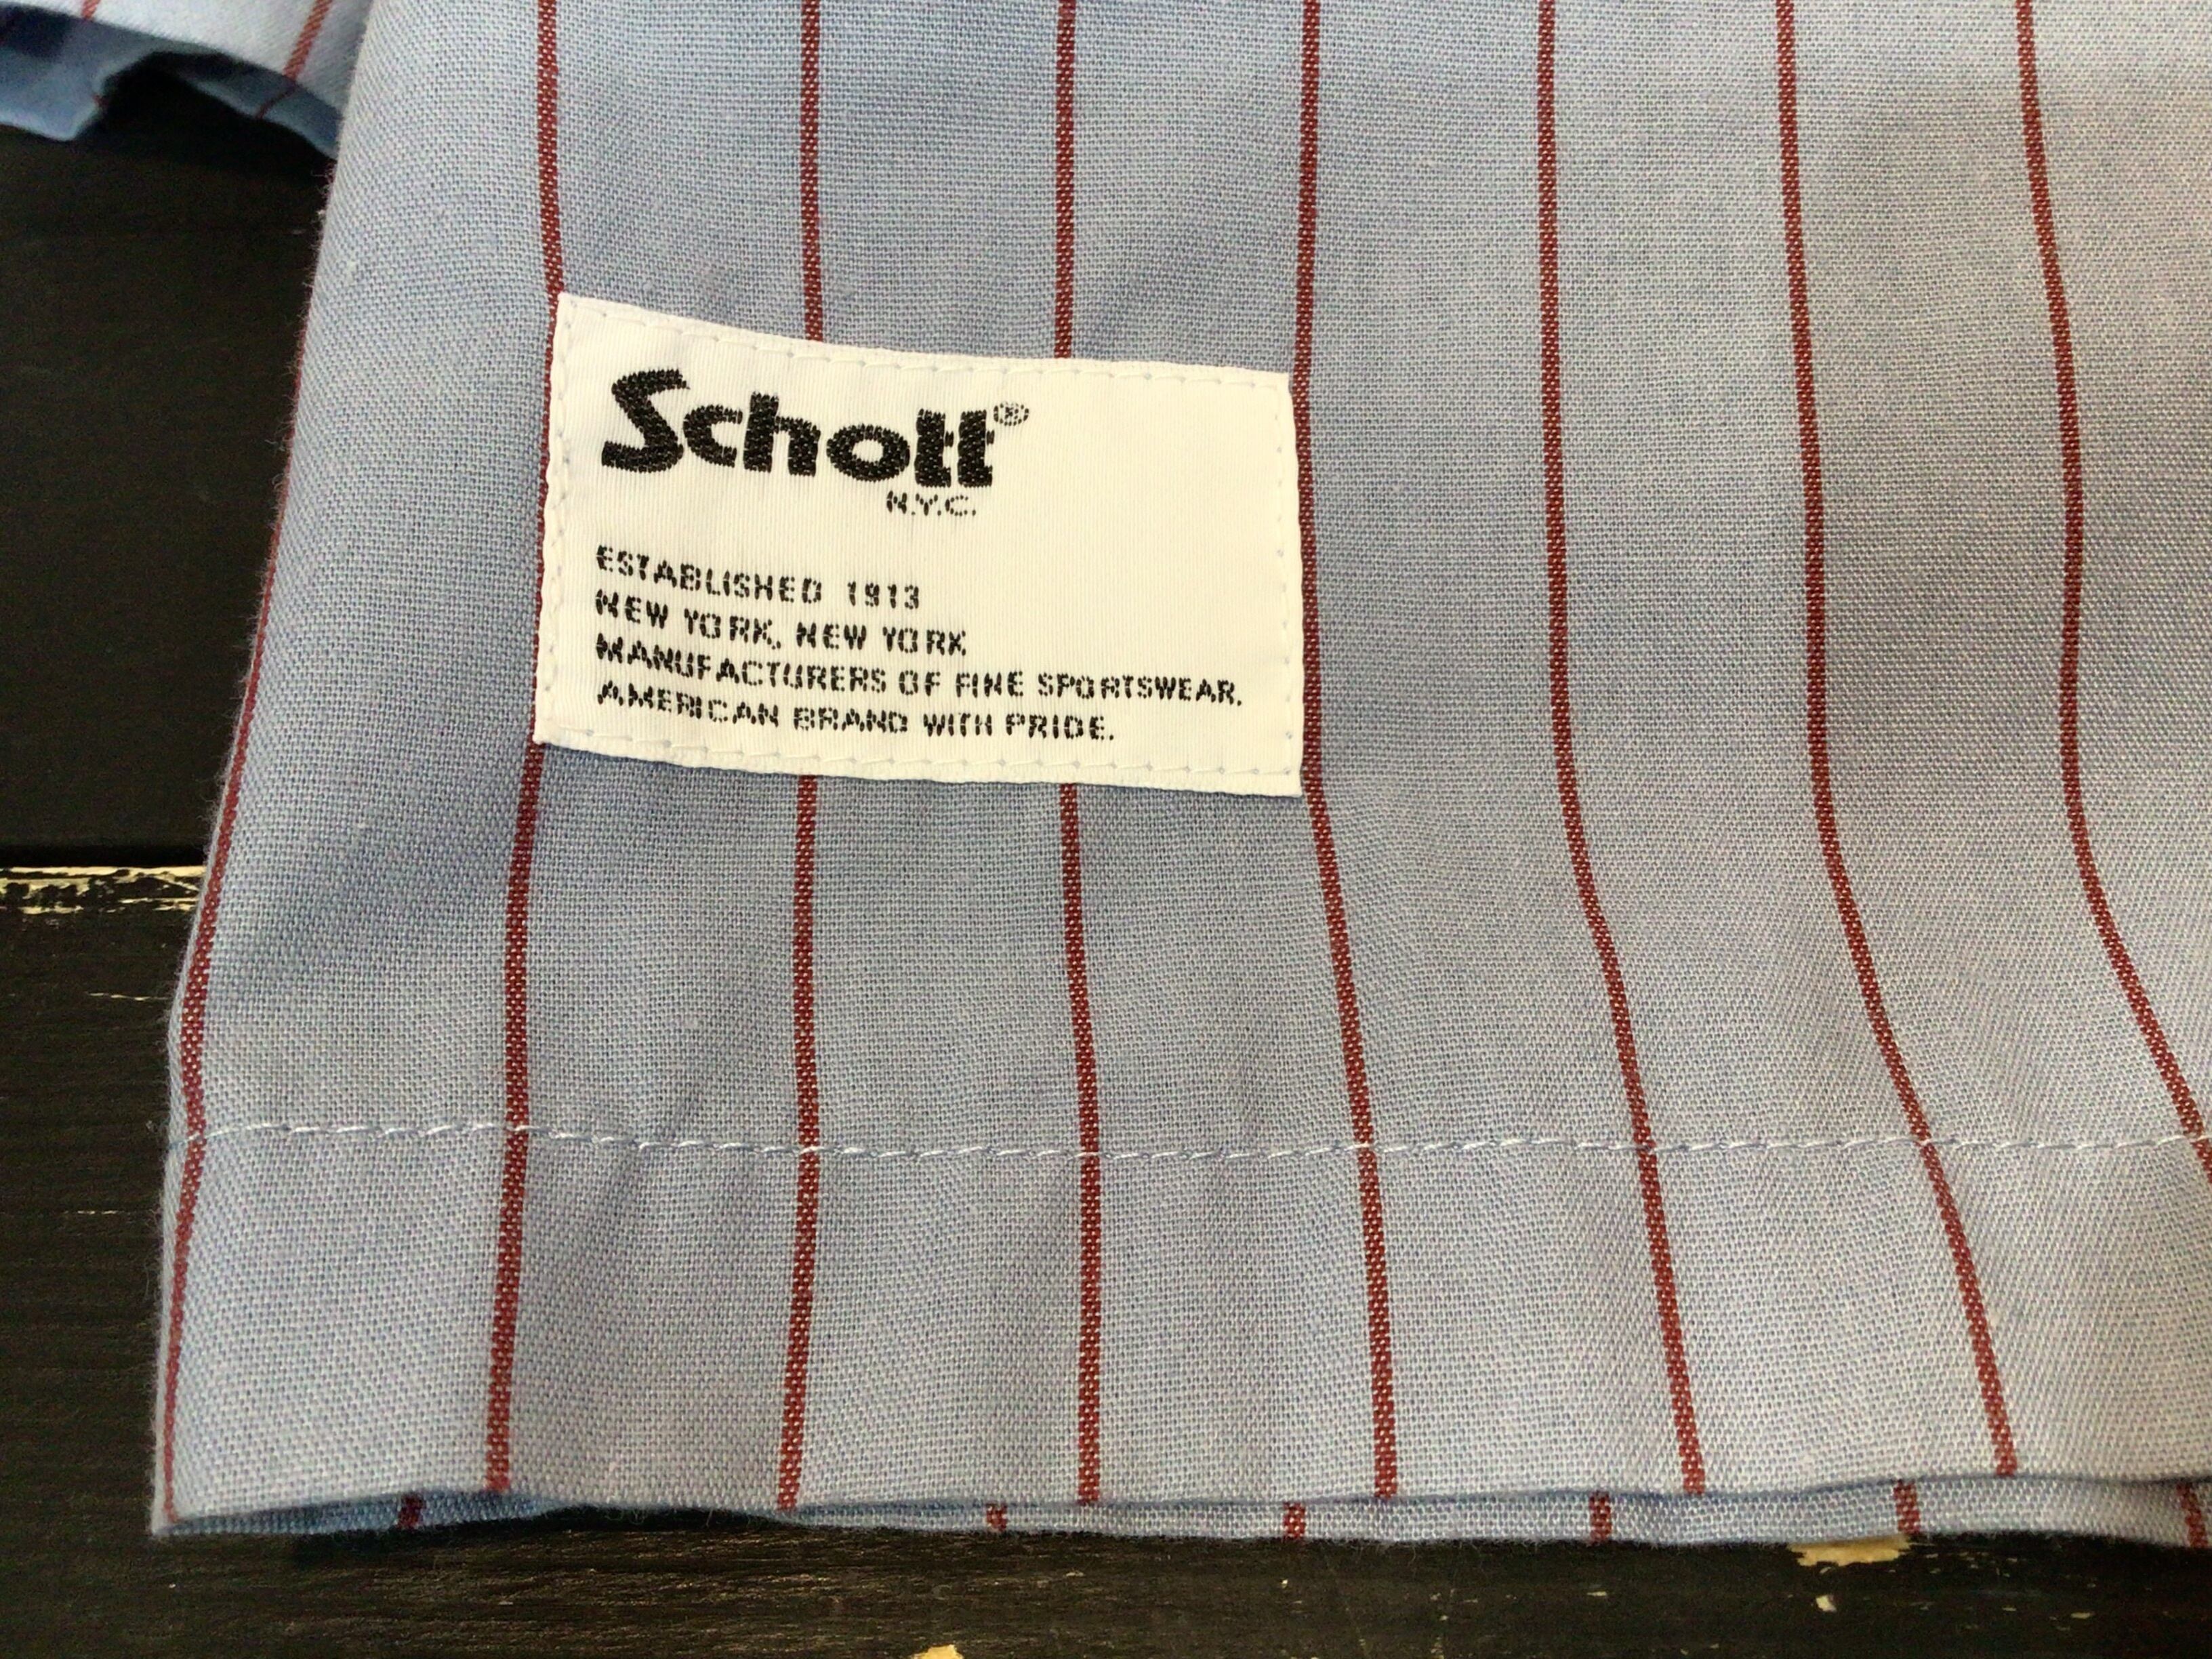 Schott®
N.Y.C.
ESTABLISHED 1913
NEW YORK, NEW YORK
MANUFACTURERS OF FINE SPORTSWEAR.
AMERICAN BRAND WITH PRIDE.